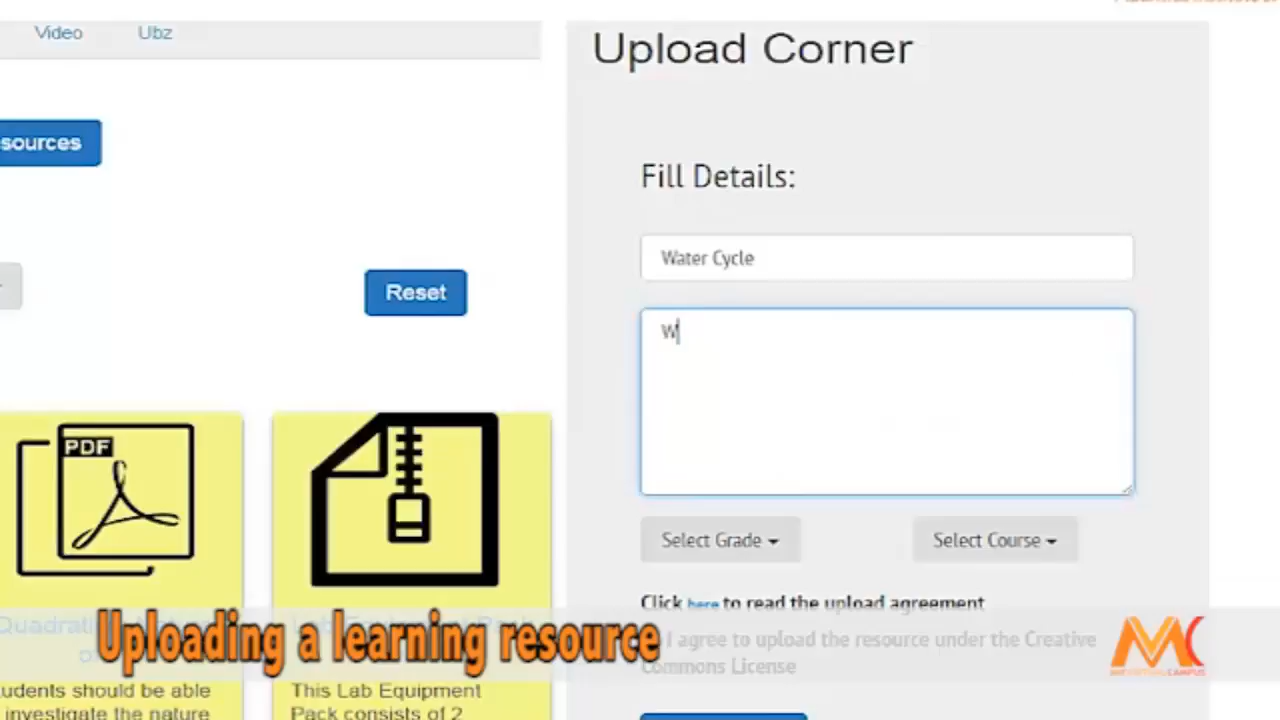 Video Ubz
Upload Corner
sources
Fill Details:
Water Cycle
Reset
W
PDF
Select Grade
Select Course
Click here to read the upload agreement
I agree to upload the resource under the Creative
Commons License
Uploading a learning resource
udents should be able
investigate the nature
This Lab Equipment
Pack consists of 2